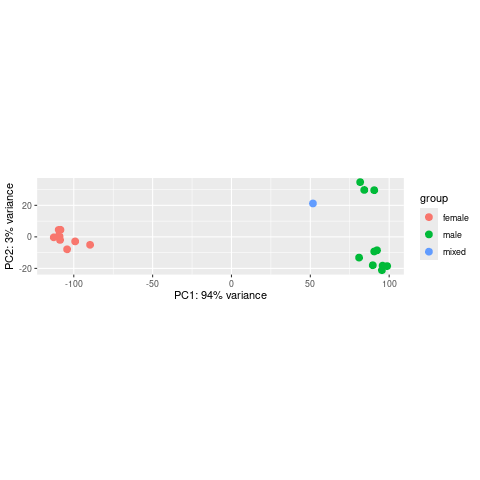 20
0
-20
PC2: 3% variance
-100
-50
0
50
100
PC1: 94% variance
group
female
male
mixed